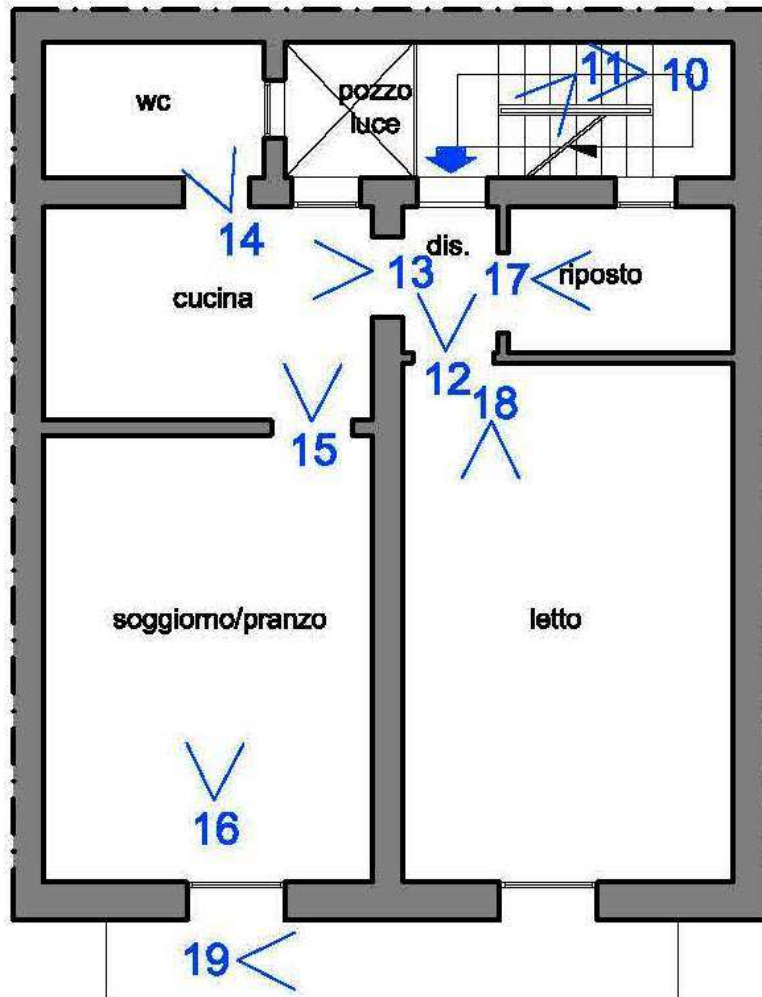 11
10
wc
pozzo
luce
14
dis.
13
17
riposto
cucina
12
18
15
soggiorno/pranzo
letto
16
19